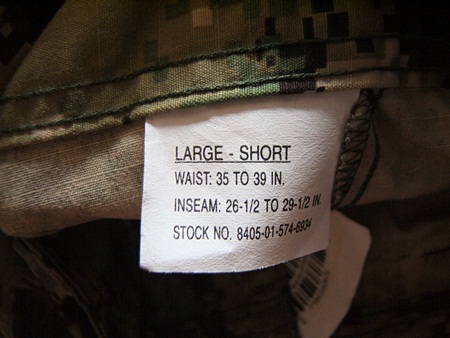 LARGE - SHORT
WAIST: 35 TO 39 IN.
INSEAM: 26-1/2 TO 29-1/2 IN.
STOCK NO. 8405-01-574-6934